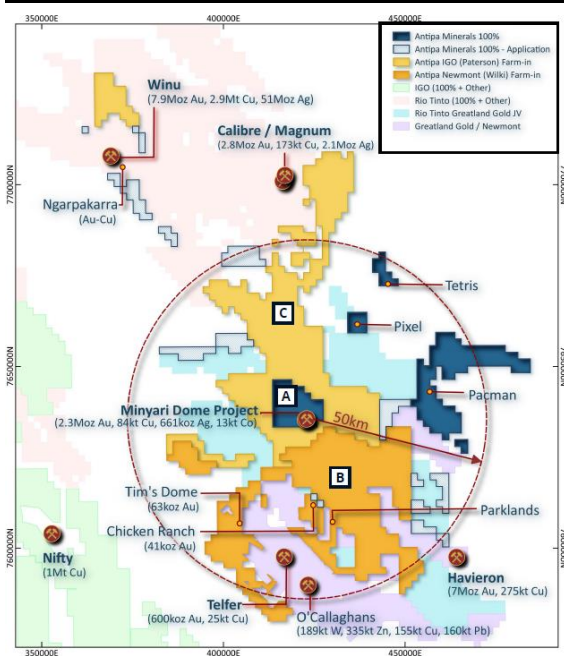 350000E
400000E
450000E
Antipa Minerals 100%
Antipa Minerals 100% - Application
Antipa IGO (Paterson) Farm-in
Antipa Newmont (Wilki) Farm-in
IGO (100% + Other)
Rio Tinto (100% + Other)
Rio Tinto Greatland Gold JV
Greatland Gold / Newmont
Winu
(7.9Moz Au, 2.9Mt Cu, 51Moz Ag)
Calibre / Magnum
(2.8Moz Au, 173kt Cu, 2.1Moz Ag)
7700000N
7700000N
Ngarpakarra
(Au-Cu)
Tetris
C
Pixel
7650000N
7650000N
A
Pacman
Minyari Dome Project
(2.3Moz Au, 84kt Cu, 661koz Ag, 13kt Co)
50km
B
Tim's Dome
(63koz Au)
Parklands
Chicken Ranch
(41koz Au)
7600000N
7600000N
Nifty
(1Mt Cu)
Havieron
(7Moz Au, 275kt Cu)
Telfer
(600koz Au, 25kt Cu)
O'Callaghans
(189kt W, 335kt Zn, 155kt Cu, 160kt Pb)
350000E
400000E
450000E